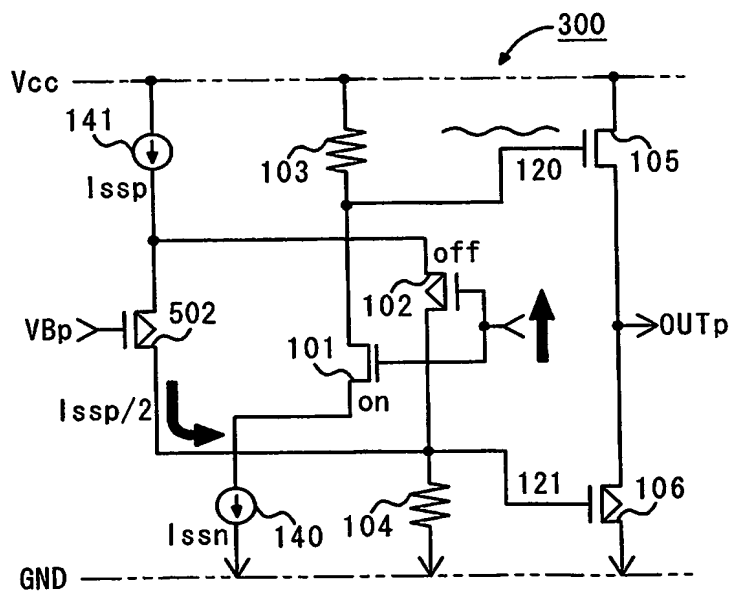 300
Vcc
141
Issp
103
120
105
off
102
VBp
502
101
on
OUTp
Issp/2
121
106
104
Issn
140
GND